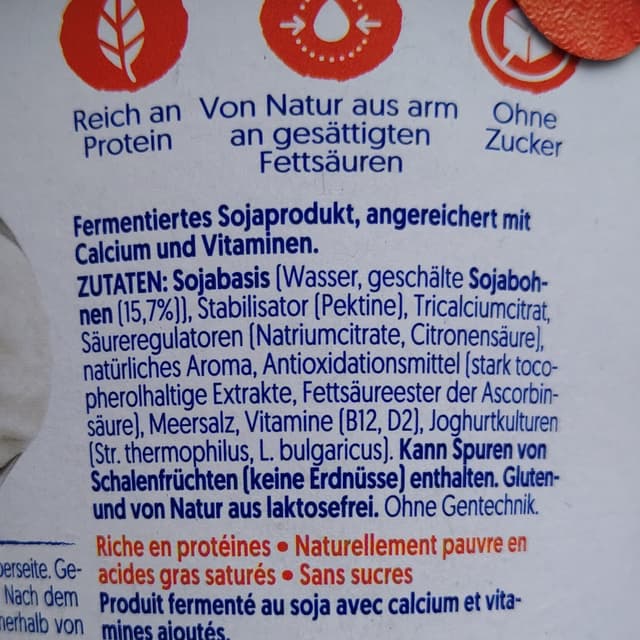 Reich an Protein
Von Natur aus arm an gesättigten Fettsäuren
Ohne Zucker
Fermentiertes Sojaprodukt, angereichert mit
Calcium und Vitaminen.
ZUTATEN: Sojabasis (Wasser, geschälte Sojaboh-
nen (15,7%)), Stabilisator (Pektine), Tricalciumcitrat,
Säureregulatoren (Natriumcitrate, Citronensäure),
natürliches Aroma, Antioxidationsmittel (stark toco-
pherolhaltige Extrakte, Fettsäureester der Ascorbin-
säure), Meersalz, Vitamine (B12, D2), Joghurtkulturen
(Str. thermophilus, L. bulgaricus). Kann Spuren von
Schalenfrüchten (keine Erdnüsse) enthalten. Gluten-
und von Natur aus laktosefrei. Ohne Gentechnik.
Riche en protéines • Naturellement pauvre en
acides gras saturés • Sans sucres
Produit fermenté au soja avec calcium et vita-
mines ajoutés.
erseite. Ge-
Nach dem
nerhalb von